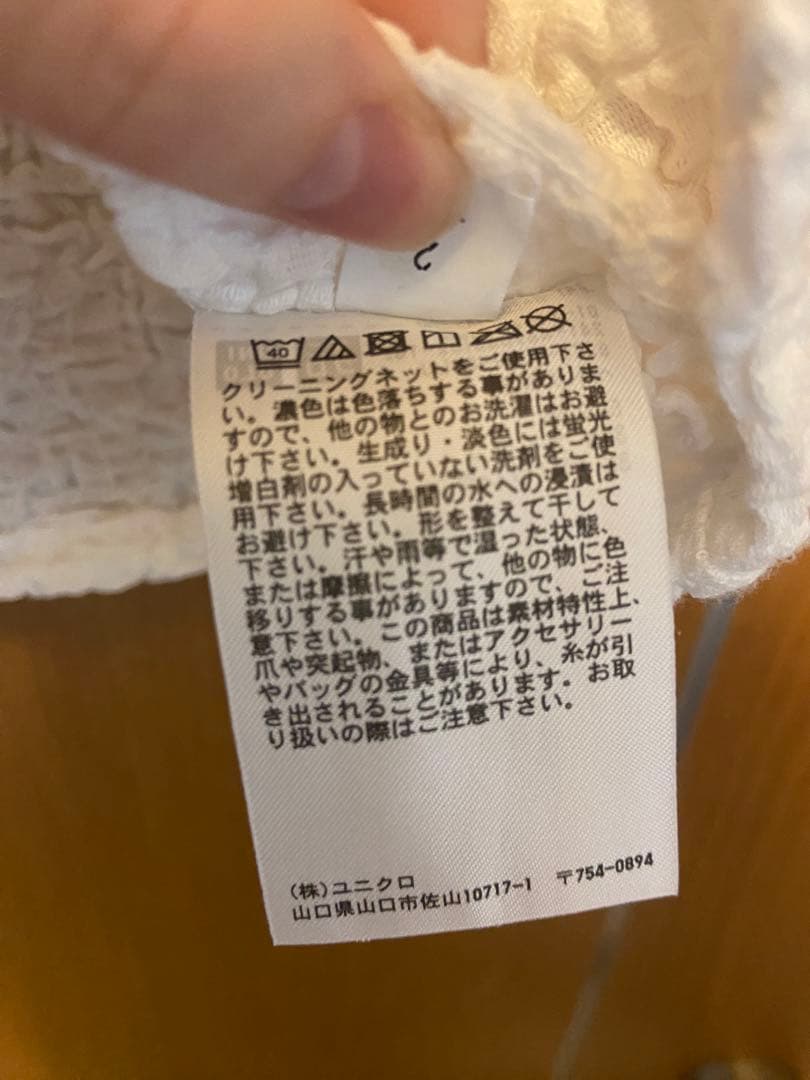 40
クリーニングネットをご使用下さ
い。濃色は色落ちする事がありま
すので、他の物とのお洗濯はお避
け下さい。生成り・淡色には蛍光
増白剤の入っていない洗剤をご使
用下さい。長時間の水への浸漬は
お避け下さい。形を整えて干して
下さい。汗や雨等で湿った状態、
または摩擦によって、他の物に色
移りする事がありますので、ご注
意下さい。この商品は素材特性上、
爪や突起物、またはアクセサリー
やバッグの金具等により、糸が引
き出されることがあります。お取
り扱いの際はご注意下さい。
(株)ユニクロ
山口県山口市佐山10717-1 〒754-0894